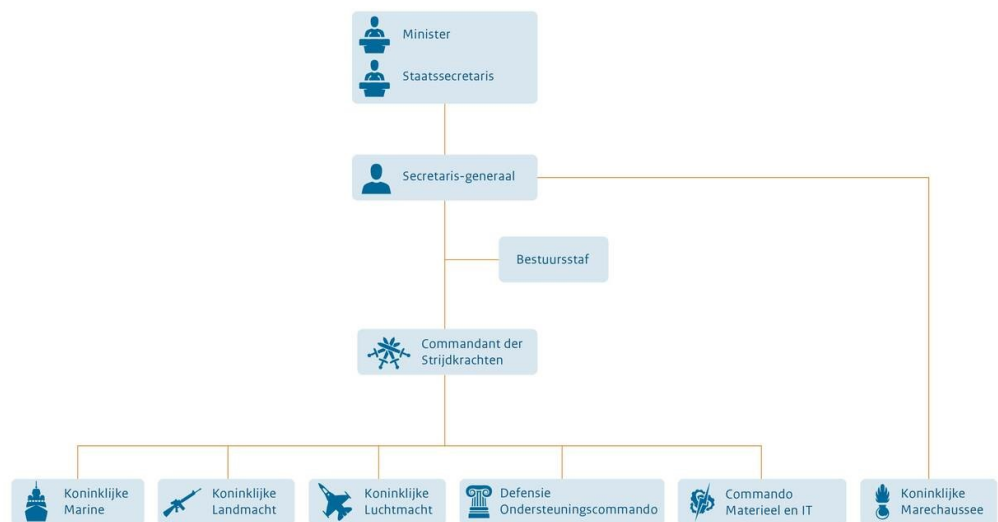 Minister
Staatssecretaris
Secretaris-generaal
Bestuursstaf
Commandant der
Strijdkrachten
Koninklijke
Marine
Koninklijke
Landmacht
Koninklijke
Luchtmacht
Defensie
Ondersteuningscommando
Commando
Materieel en IT
Koninklijke
Marechaussee